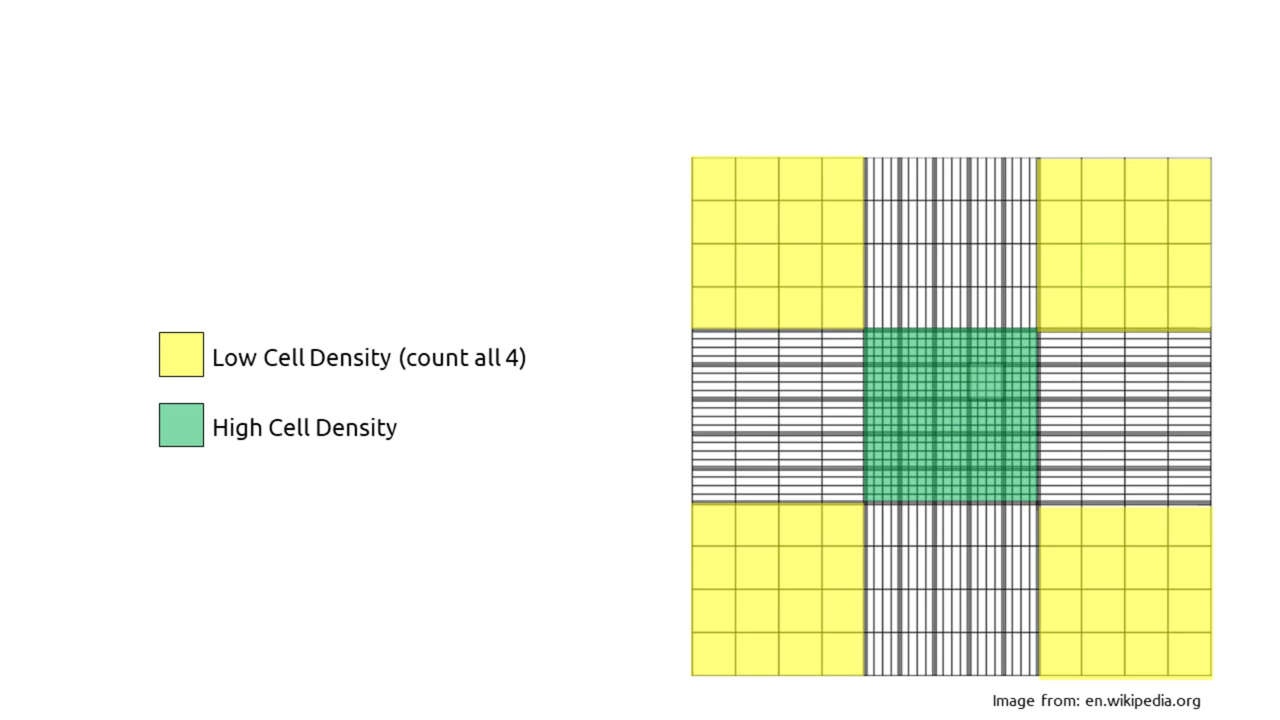 Low Cell Density (count all 4)
High Cell Density
Image from: en.wikipedia.org